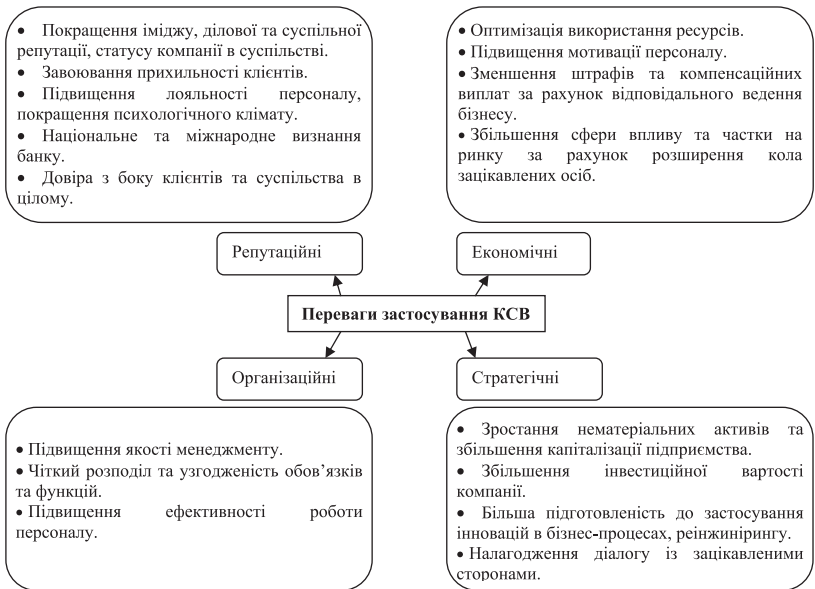 • Покращення іміджу, ділової та суспільної
репутації, статусу компанії в суспільстві.
• Завоювання прихильності клієнтів.
• Підвищення лояльності персоналу,
покращення психологічного клімату.
• Національне та міжнародне визнання
банку.
• Довіра з боку клієнтів та суспільства в
цілому.
• Оптимізація використання ресурсів.
• Підвищення мотивації персоналу.
• Зменшення штрафів та компенсаційних
виплат за рахунок відповідального ведення
бізнесу.
• Збільшення сфери впливу та частки на
ринку за рахунок розширення кола
зацікавлених осіб.
Репутаційні
Економічні
Переваги застосування КСВ
Організаційні
Стратегічні
• Підвищення якості менеджменту.
• Чіткий розподіл та узгодженість обов’язків
та функцій.
• Підвищення ефективності роботи
персоналу.
• Зростання нематеріальних активів та
збільшення капіталізації підприємства.
• Збільшення інвестиційної вартості
компанії.
• Більша підготовленість до застосування
інновацій в бізнес-процесах, реінжинірингу.
• Налагодження діалогу із зацікавленими
сторонами.